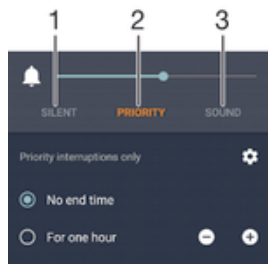 1 2 3
SILENT PRIORITY SOUND
Priority interruptions only
No end time
For one hour